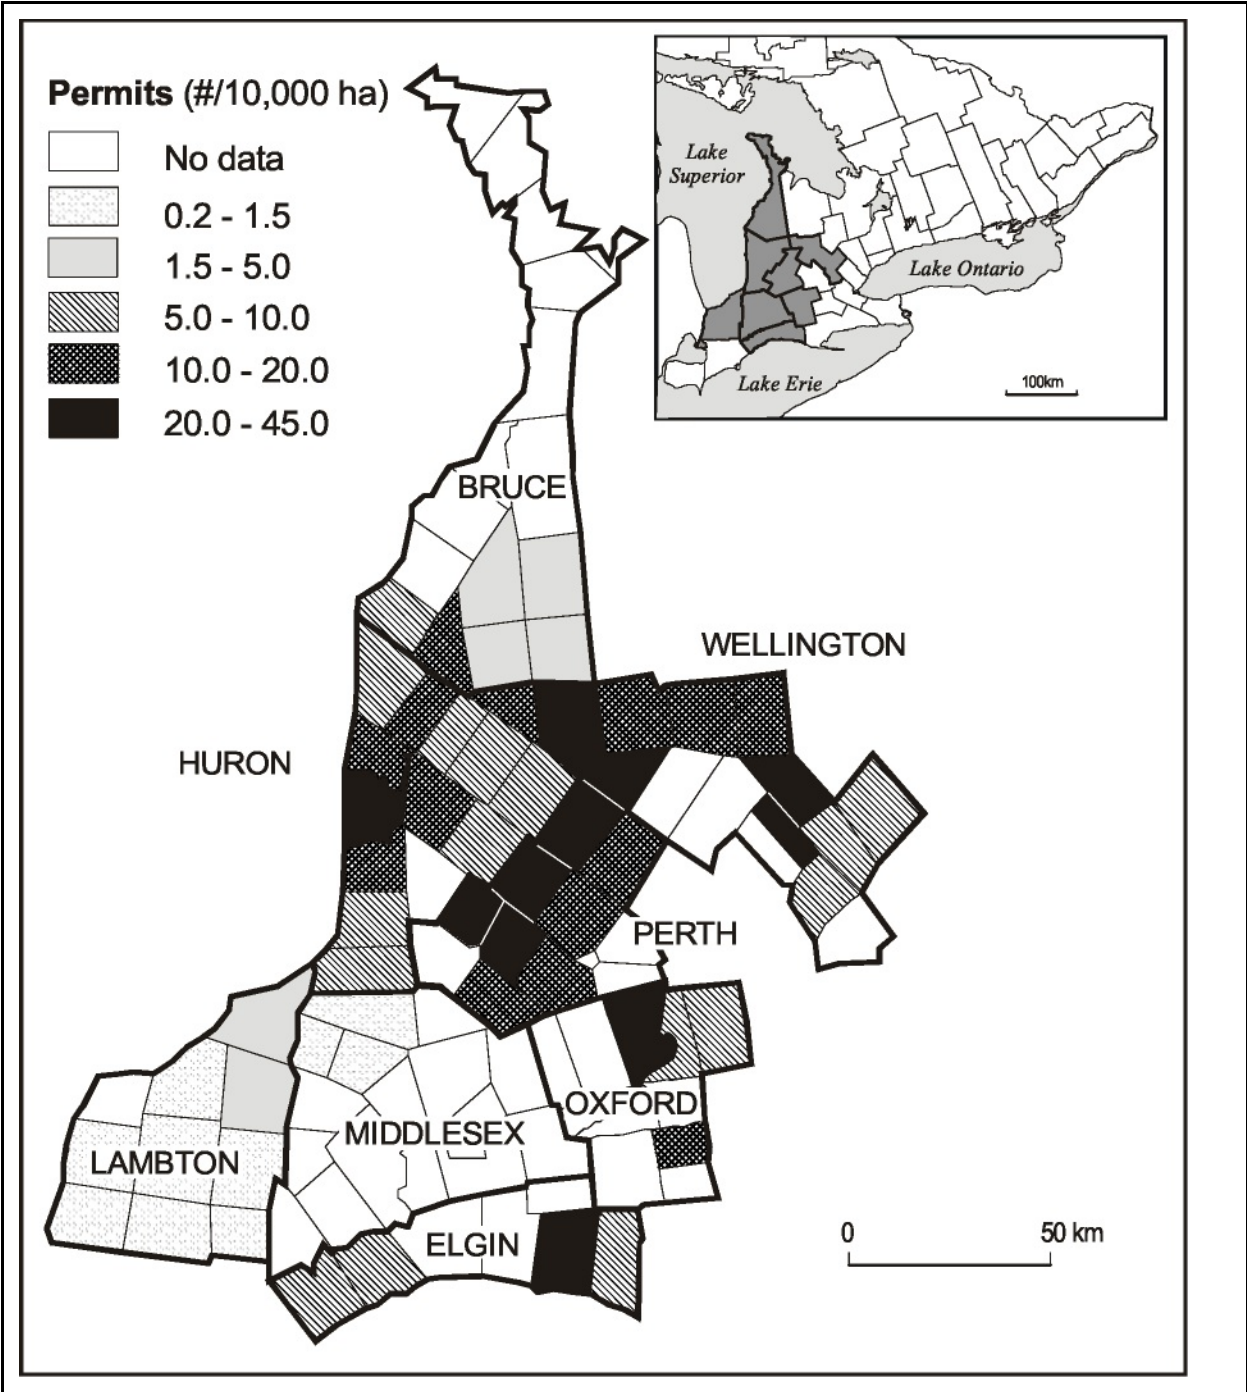 Permits (#/10,000 ha)
No data
0.2 - 1.5
1.5 - 5.0
5.0 - 10.0
10.0 - 20.0
20.0 - 45.0
Lake
Superior
Lake Ontario
Lake Erie
100km
BRUCE
WELLINGTON
HURON
PERTH
OXFORD
MIDDLESEX
LAMBTON
ELGIN
0 50 km